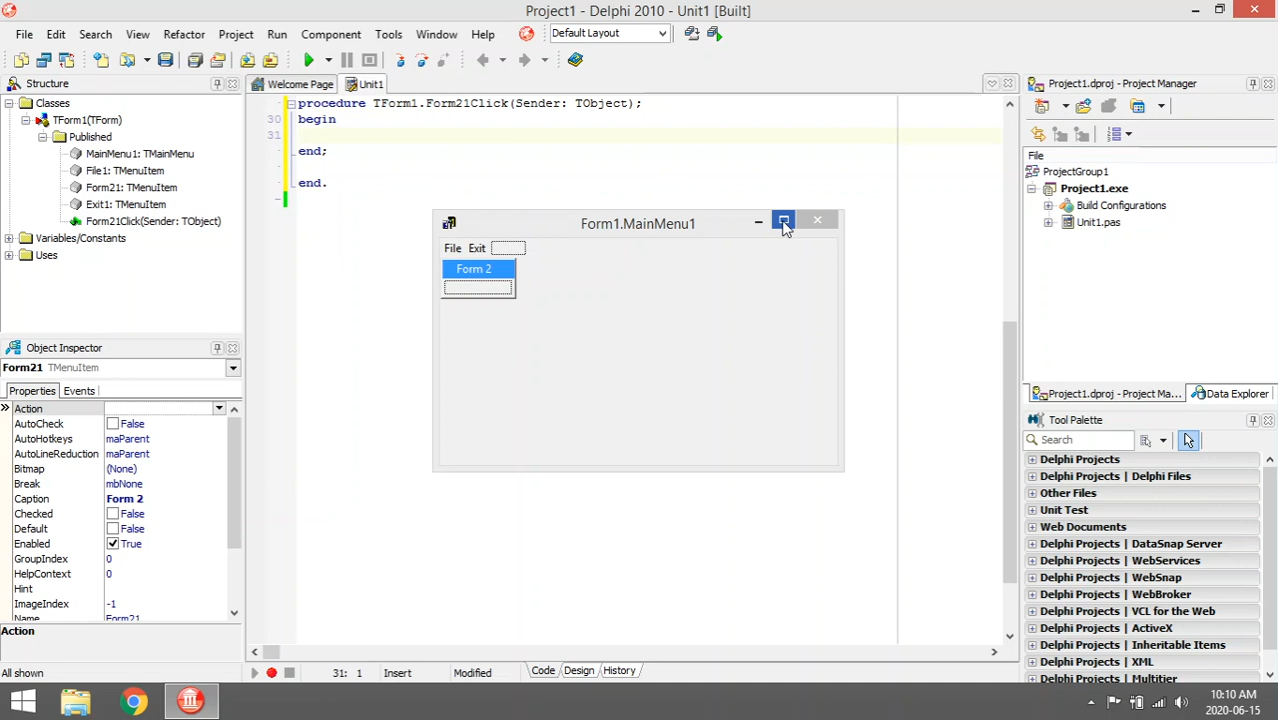 Project1 - Delphi 2010 - Unit1 [Built]
File Edit Search View Refactor Project Run Component Tools Window Help
Default Layout
Structure
Classes
TForm1(TForm)
Published
MainMenu1: TMainMenu
File1: TMenuItem
Form21: TMenuItem
Exit1: TMenuItem
Form21Click(Sender: TObject)
Variables/Constants
Uses
Object Inspector
Form21 TMenuItem
Properties Events
Action
AutoCheck False
AutoHotkeys maParent
AutoLineReduction maParent
Bitmap (None)
Break mbNone
Caption Form 2
Checked False
Default False
Enabled True
GroupIndex 0
HelpContext 0
Hint
ImageIndex -1
Name Form21
Action
All shown
Welcome Page Unit1
procedure TForm1.Form21Click(Sender: TObject);
30 begin
31
end;
end.
Form1.MainMenu1
File Exit
Form 2
31: 1 Insert Modified Code Design History
Project1.dproj - Project Manager
File
ProjectGroup1
Project1.exe
Build Configurations
Unit1.pas
Project1.dproj - Project Ma... Data Explorer
Tool Palette
Search
Delphi Projects
Delphi Projects | Delphi Files
Other Files
Unit Test
Web Documents
Delphi Projects | DataSnap Server
Delphi Projects | WebServices
Delphi Projects | WebSnap
Delphi Projects | WebBroker
Delphi Projects | VCL for the Web
Delphi Projects | ActiveX
Delphi Projects | Inheritable Items
Delphi Projects | XML
Delphi Projects | Multitier
10:10 AM
2020-06-15